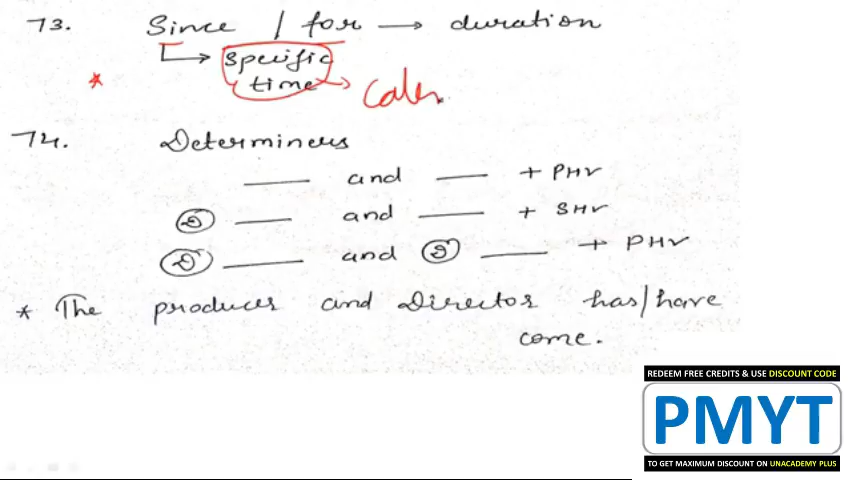 73. Since / for → duration
* → specific
time → Cale
74. Determiners
___ and ___ + PHV
D ___ and ___ + SHV
D ___ and D ___ + PHV
* The producer and Director has/have
come.
REDEEM FREE CREDITS & USE DISCOUNT CODE
PMYT
TO GET MAXIMUM DISCOUNT ON UNACADEMY PLUS